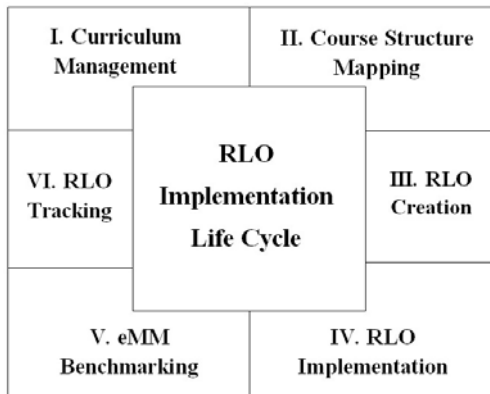 I. Curriculum
Management
II. Course Structure
Mapping
RLO
Implementation
Life Cycle
VI. RLO
Tracking
III. RLO
Creation
V. eMM
Benchmarking
IV. RLO
Implementation